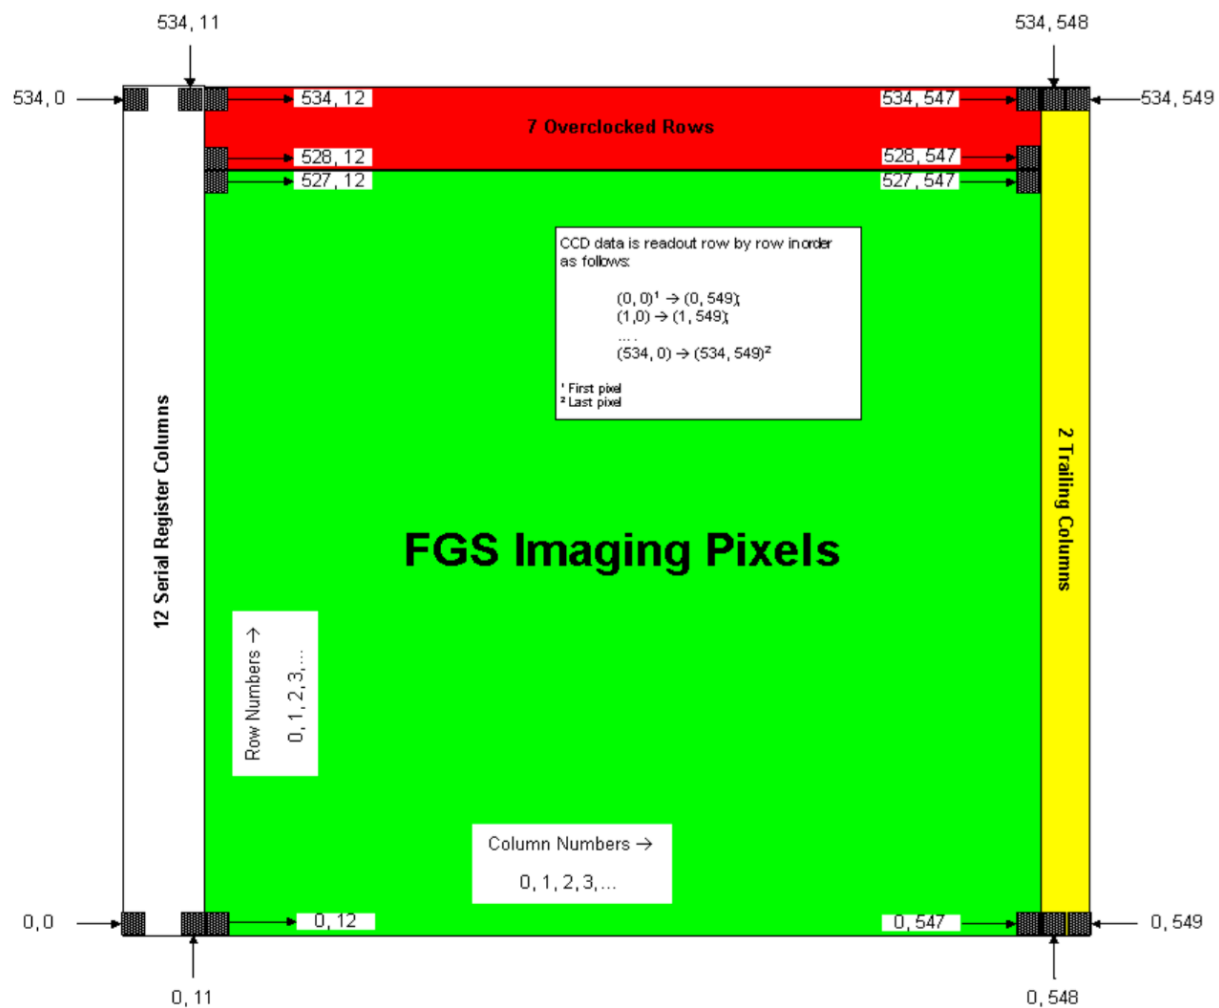 534, 11
534, 548
534, 0
534, 12
534, 547
534, 549
7 Overclocked Rows
528, 12
528, 547
527, 12
527, 547
CCD data is readout row by row inorder
as follows:
(0, 0)¹ → (0, 549);
(1,0) → (1, 549);
....
(534, 0) → (534, 549)²
¹ First pixel
² Last pixel
12 Serial Register Columns
2 Trailing Columns
FGS Imaging Pixels
Row Numbers →
0, 1, 2, 3,...
Column Numbers →
0, 1, 2, 3,...
0, 0
0, 12
0, 547
0, 549
0, 11
0, 548